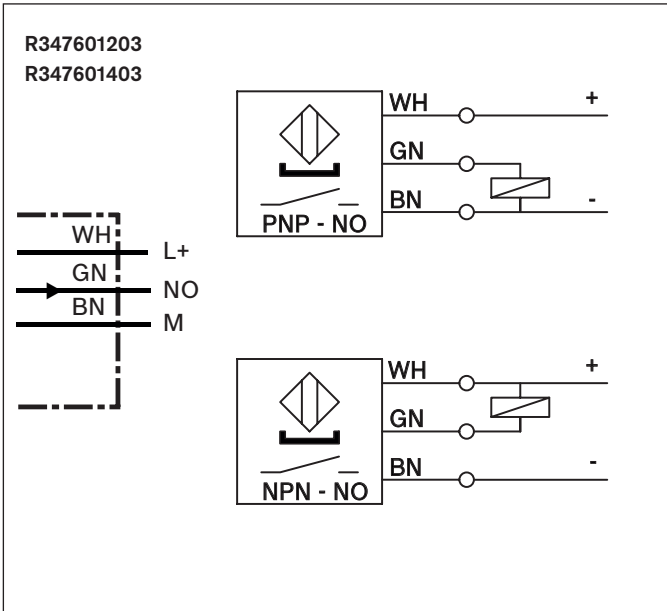 R347601203
R347601403
WH L+
GN NO
BN M
WH +
GN
BN -
PNP - NO
WH +
GN
BN -
NPN - NO